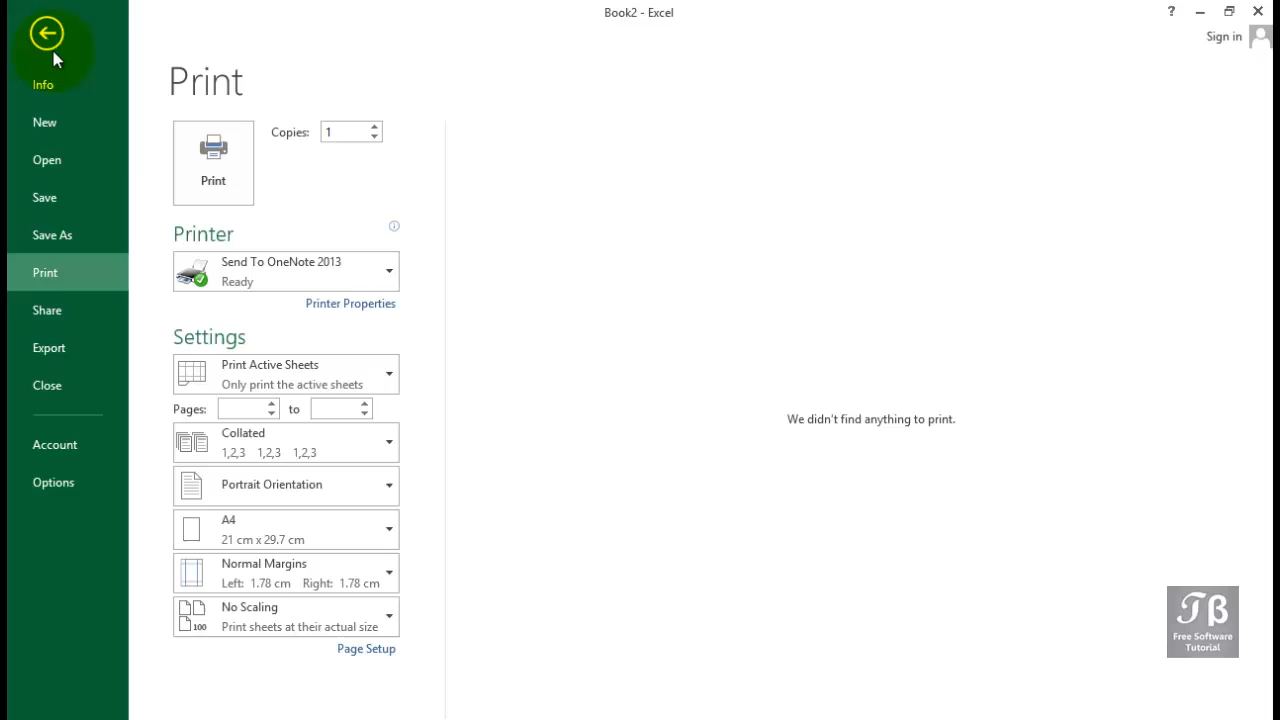 Book2 - Excel
?
Sign in
Info
New
Open
Save
Save As
Print
Share
Export
Close
Account
Options
Print
Print
Copies: 1
Printer
Send To OneNote 2013
Ready
Printer Properties
Settings
Print Active Sheets
Only print the active sheets
Pages: to
Collated
1,2,3 1,2,3 1,2,3
Portrait Orientation
A4
21 cm x 29.7 cm
Normal Margins
Left: 1.78 cm Right: 1.78 cm
No Scaling
100
Print sheets at their actual size
Page Setup
We didn't find anything to print.
Tβ
Free Software
Tutorial